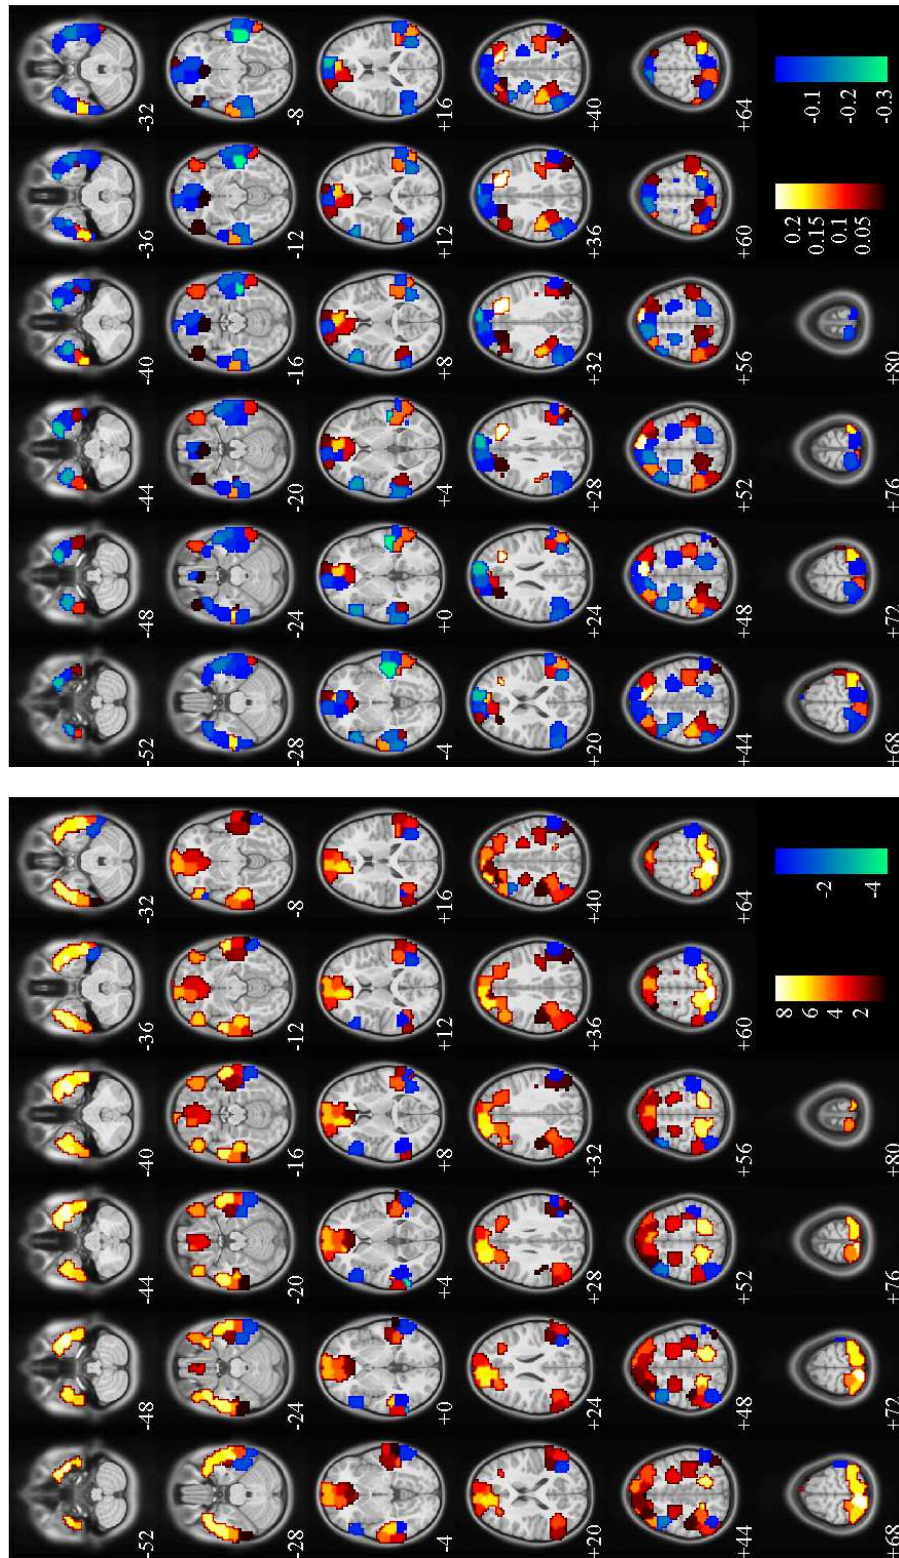 -52 -48 -44 -40 -36 -32
-28 -24 -20 -16 -12 -8
-4 +0 +4 +8 +12 +16
+20 +24 +28 +32 +36 +40
+44 +48 +52 +56 +60 +64
+68 +72 +76 +80
8
6
4
2
-2
-4
-52 -48 -44 -40 -36 -32
-28 -24 -20 -16 -12 -8
-4 +0 +4 +8 +12 +16
+20 +24 +28 +32 +36 +40
+44 +48 +52 +56 +60 +64
+68 +72 +76 +80
0.2
0.15
0.1
0.05
-0.1
-0.2
-0.3